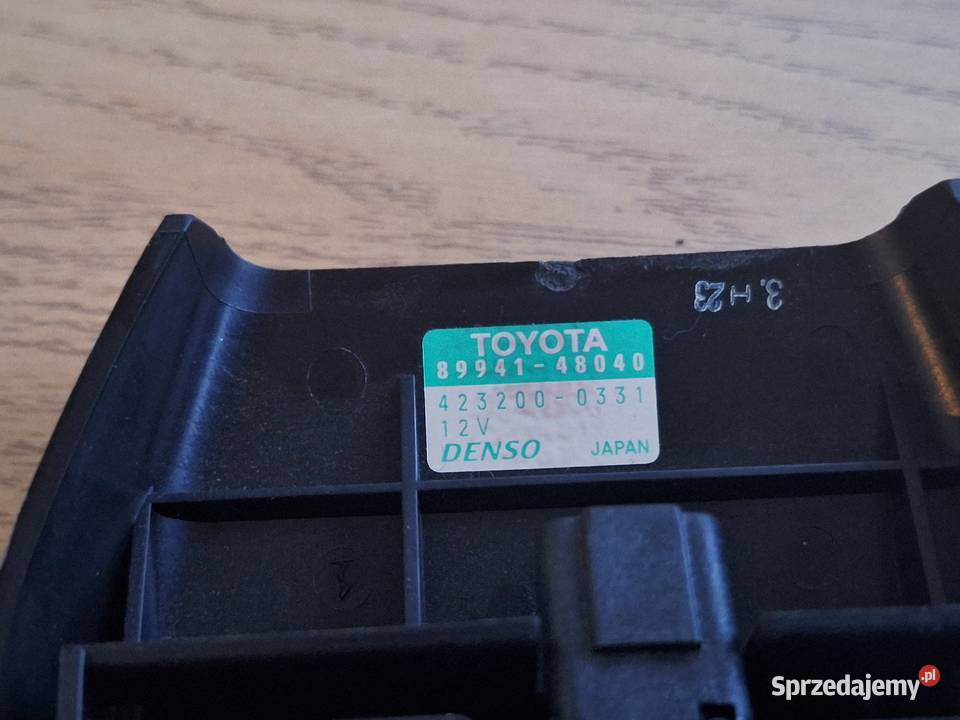 3.H23
TOYOTA
89941-48040
423200-0331
12V
DENSO JAPAN
Sprzedajemy.pl